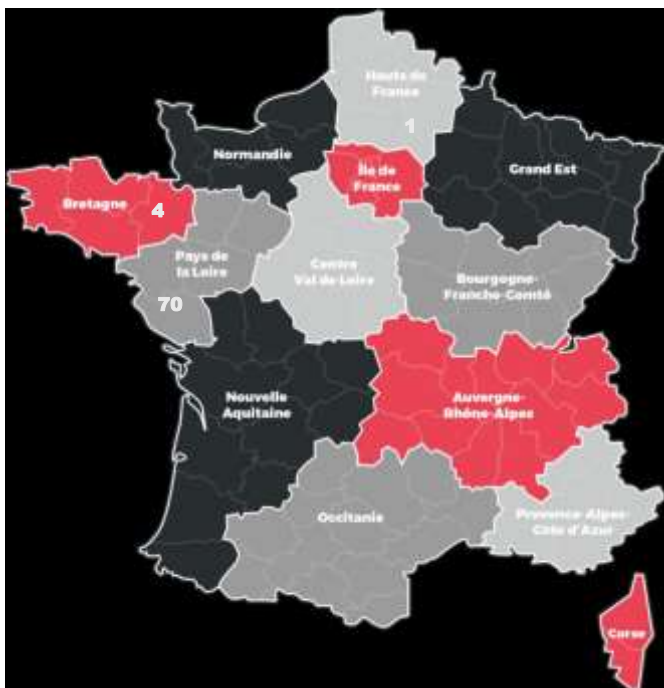 Hauts de
France
1
Normandie
Île de
France
Grand Est
Bretagne
4
Pays de
la Loire
Centre
Val de Loire
Bourgogne-
Franche-Comté
70
Nouvelle
Aquitaine
Auvergne-
Rhône-Alpes
Occitanie
Provence-Alpes-
Côte d'Azur
Corse